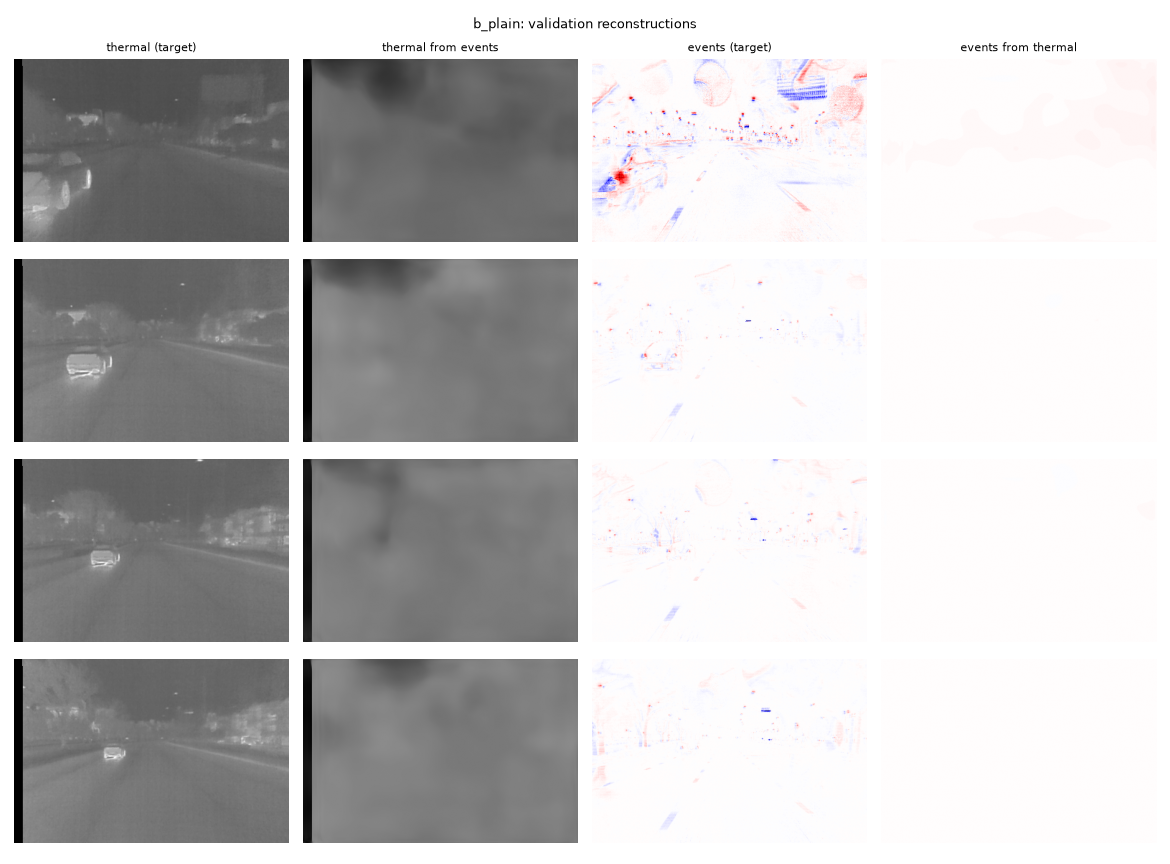 b_plain: validation reconstructions
thermal (target)
thermal from events
events (target)
events from thermal